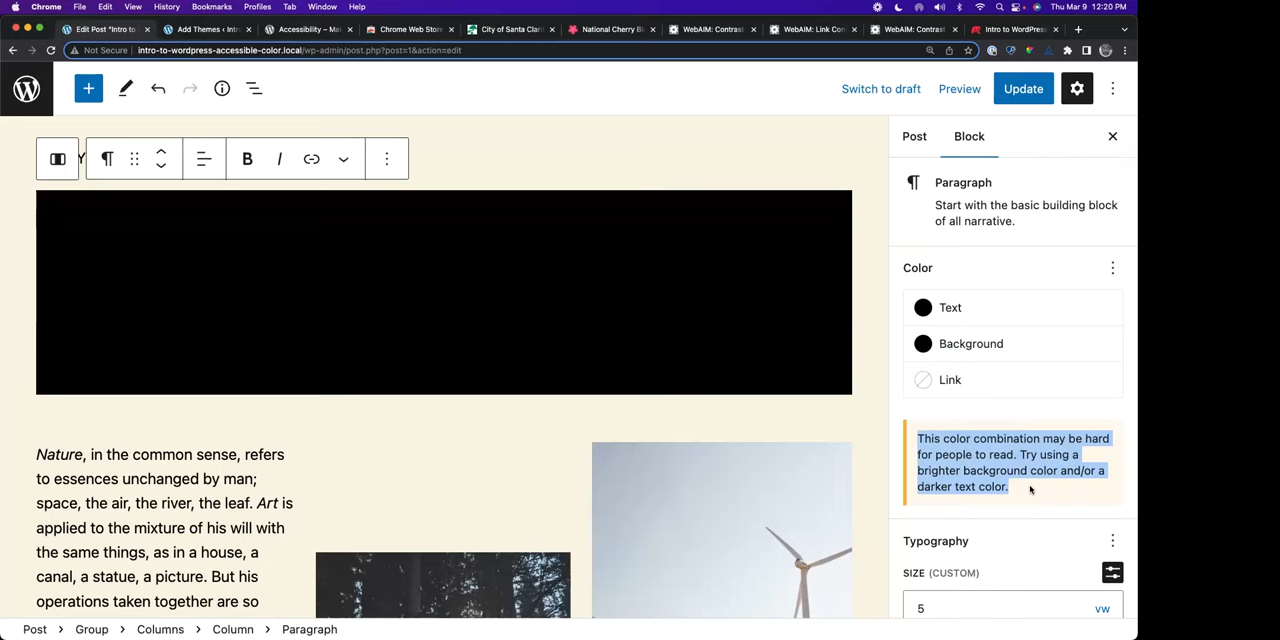 Chrome File Edit View History Bookmarks Profiles Tab Window Help Thu Mar 9 12:20 PM
Edit Post "Intro to Add Themes ‹ Intro Accessibility – Ma Chrome Web Store City of Santa Clari National Cherry Bl WebAIM: Contrast WebAIM: Link Con WebAIM: Contrast Intro to WordPress
Not Secure intro-to-wordpress-accessible-color.local/wp-admin/post.php?post=1&action=edit
Switch to draft Preview Update
Post Block
Y B I
Paragraph
Start with the basic building block
of all narrative.
Color
Text
Background
Link
This color combination may be hard
for people to read. Try using a
brighter background color and/or a
darker text color.
Typography
SIZE (CUSTOM)
5 vw
Nature, in the common sense, refers
to essences unchanged by man;
space, the air, the river, the leaf. Art is
applied to the mixture of his will with
the same things, as in a house, a
canal, a statue, a picture. But his
operations taken together are so
Post > Group > Columns > Column > Paragraph